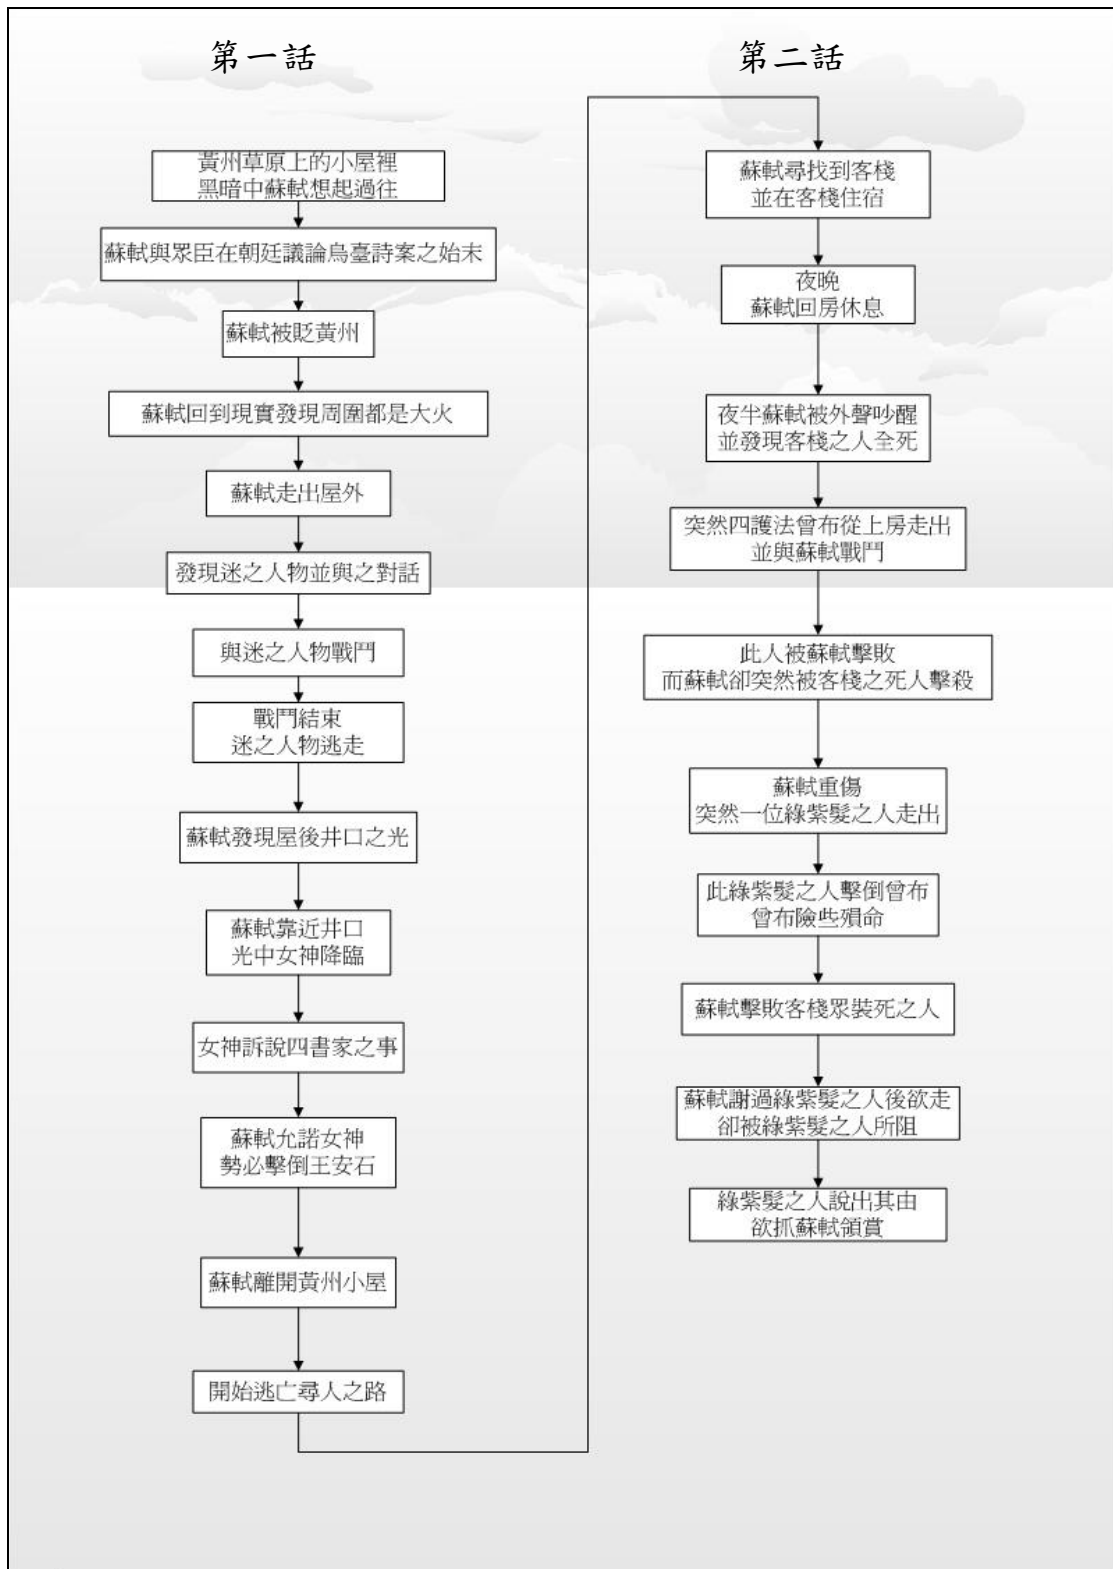 第一話
黃州草原上的小屋裡
黑暗中蘇軾想起過往
蘇軾與眾臣在朝廷議論烏臺詩案之始末
蘇軾被貶黃州
蘇軾回到現實發現周圍都是大火
蘇軾走出屋外
發現迷之人物並與之對話
與迷之人物戰鬥
戰鬥結束
迷之人物逃走
蘇軾發現屋後井口之光
蘇軾靠近井口
光中女神降臨
女神訴說四書家之事
蘇軾允諾女神
勢必擊倒王安石
蘇軾離開黃州小屋
開始逃亡尋人之路
第二話
蘇軾尋找到客棧
並在客棧住宿
夜晚
蘇軾回房休息
夜半蘇軾被外聲吵醒
並發現客棧之人全死
突然四護法曾布從上房走出
並與蘇軾戰鬥
此人被蘇軾擊敗
而蘇軾卻突然被客棧之死人擊殺
蘇軾重傷
突然一位綠紫髮之人走出
此綠紫髮之人擊倒曾布
曾布險些殞命
蘇軾擊敗客棧眾裝死之人
蘇軾謝過綠紫髮之人後欲走
卻被綠紫髮之人所阻
綠紫髮之人說出其由
欲抓蘇軾領賞